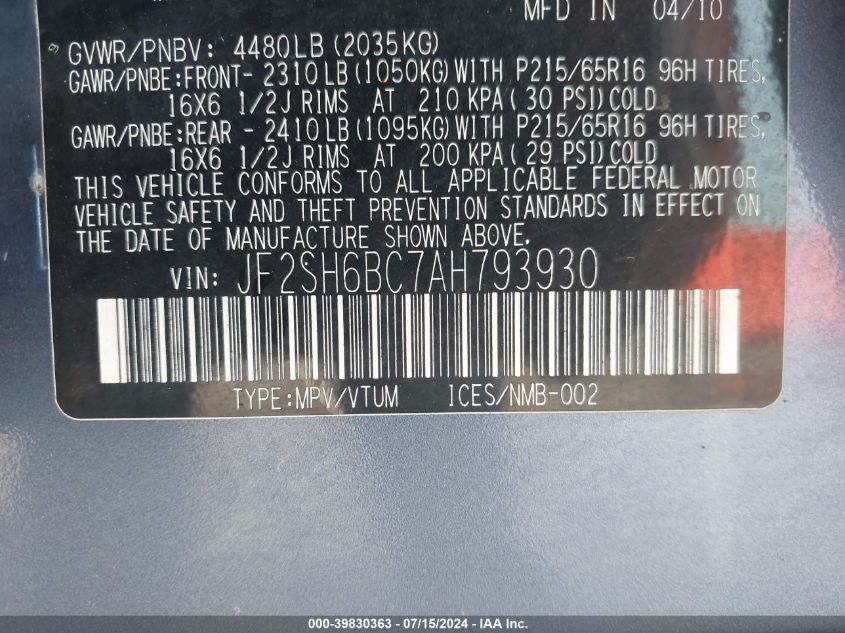 MFD IN 04/10
GVWR/PNBV: 4480LB (2035KG)
GAWR/PNBE:FRONT- 2310LB(1050KG)WITH P215/65R16 96H TIRES,
16X6 1/2J RIMS AT 210 KPA( 30 PSI)COLD
GAWR/PNBE:REAR - 2410LB(1095KG)WITH P215/65R16 96H TIRES,
16X6 1/2J RIMS AT 200 KPA( 29 PSI)COLD
THIS VEHICLE CONFORMS TO ALL APPLICABLE FEDERAL MOTOR
VEHICLE SAFETY AND THEFT PREVENTION STANDARDS IN EFFECT ON
THE DATE OF MANUFACTURE SHOWN ABOVE.
VIN: JF2SH6BC7AH793930
TYPE:MPV/VTUM ICES/NMB-002
000-39830363 - 07/15/2024 - IAA Inc.